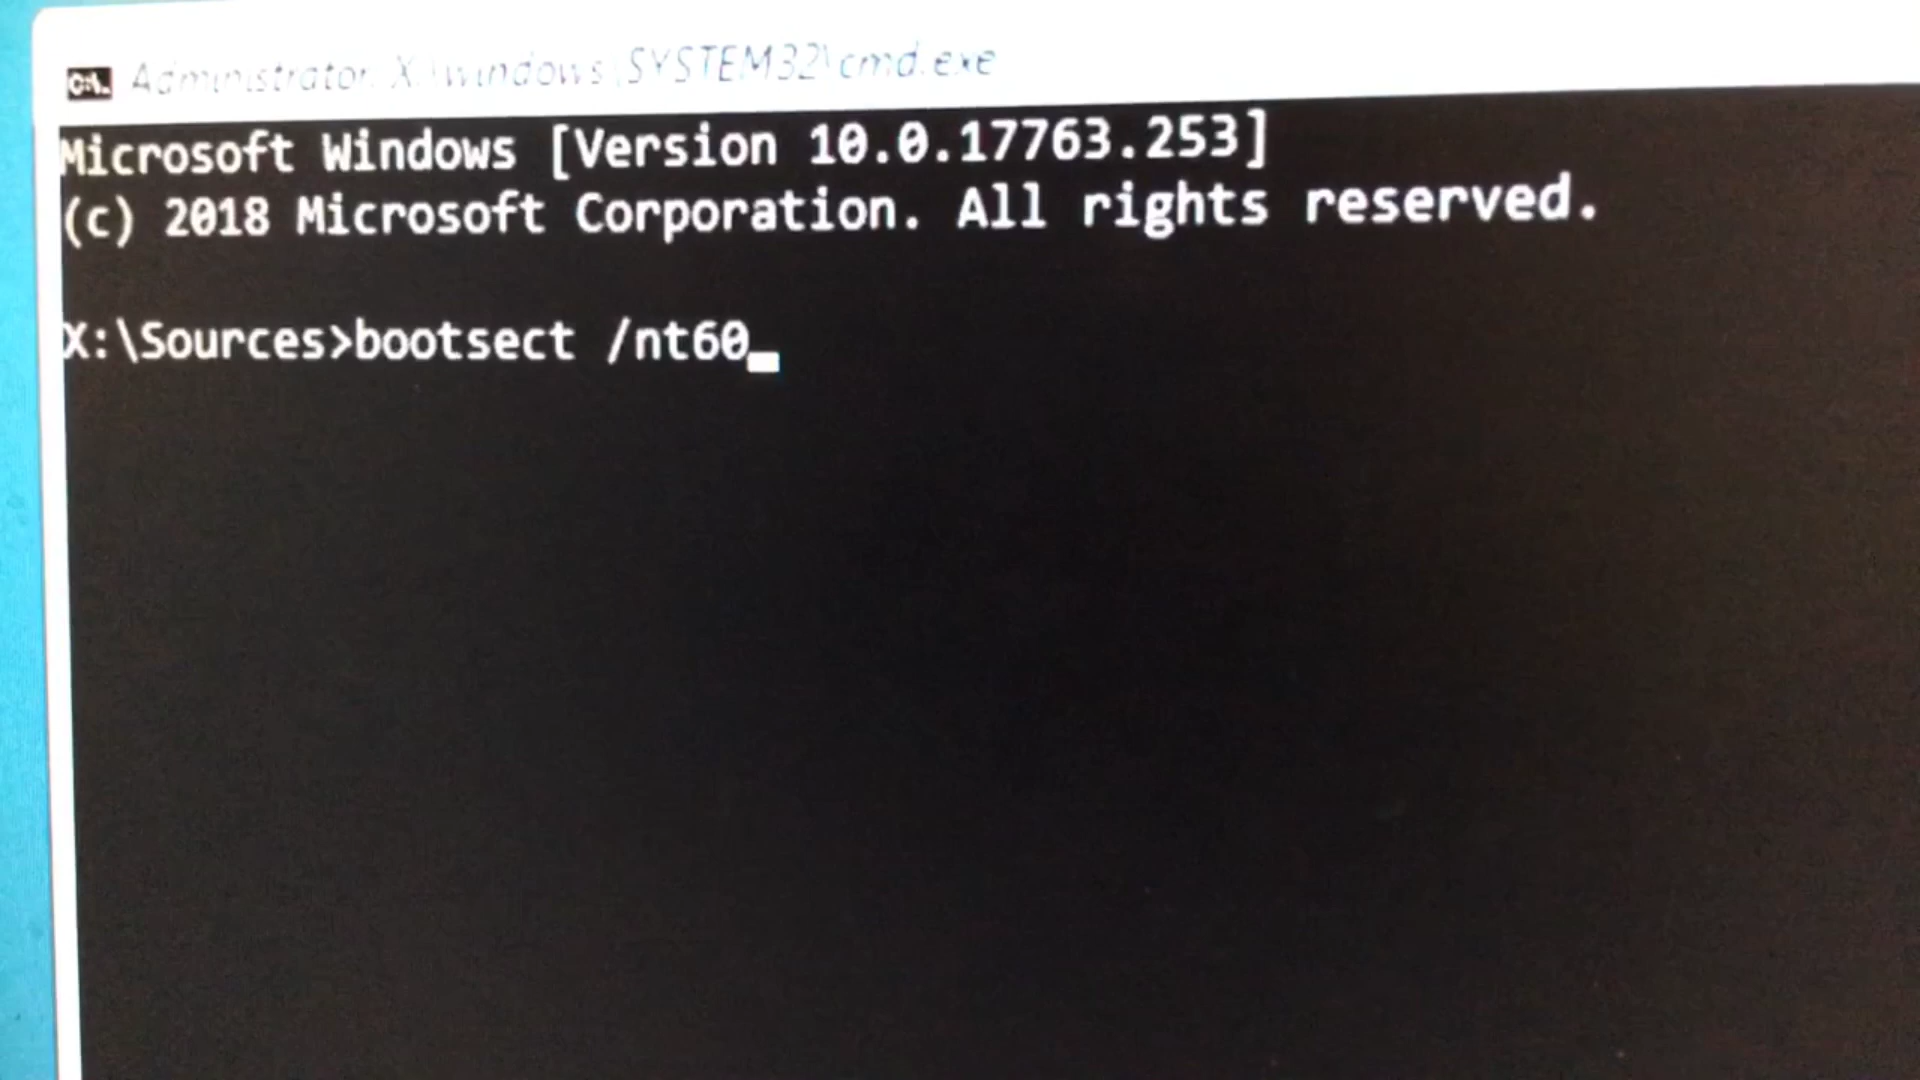 Administrator: X:\windows\SYSTEM32\cmd.exe
Microsoft Windows [Version 10.0.17763.253]
(c) 2018 Microsoft Corporation. All rights reserved.
X:\Sources>bootsect /nt60